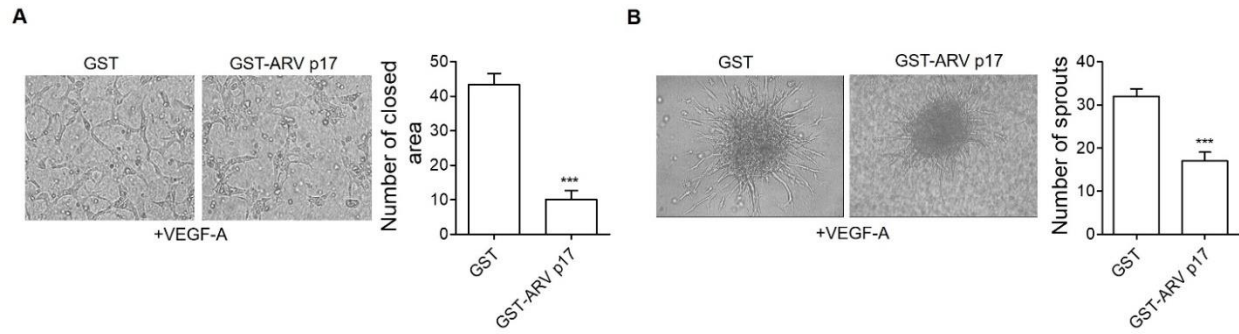 A
GST
GST-ARV p17
+VEGF-A
Number of closed
area
50
40
30
20
10
0
***
GST
GST-ARV p17
B
GST
GST-ARV p17
+VEGF-A
Number of sprouts
40
30
20
10
0
***
GST
GST-ARV p17